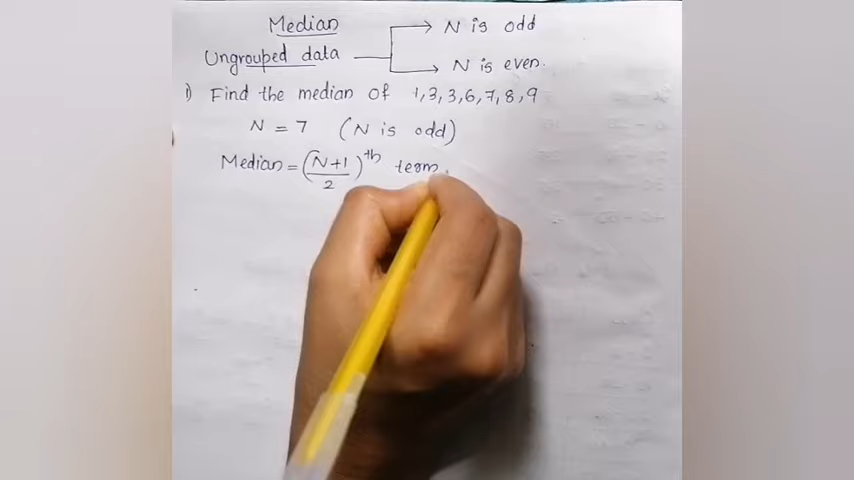 Median
N is odd
Ungrouped data
N is even.
1) Find the median of 1,3,3,6,7,8,9
N = 7 (N is odd)
Median = (N+1/2)th term.